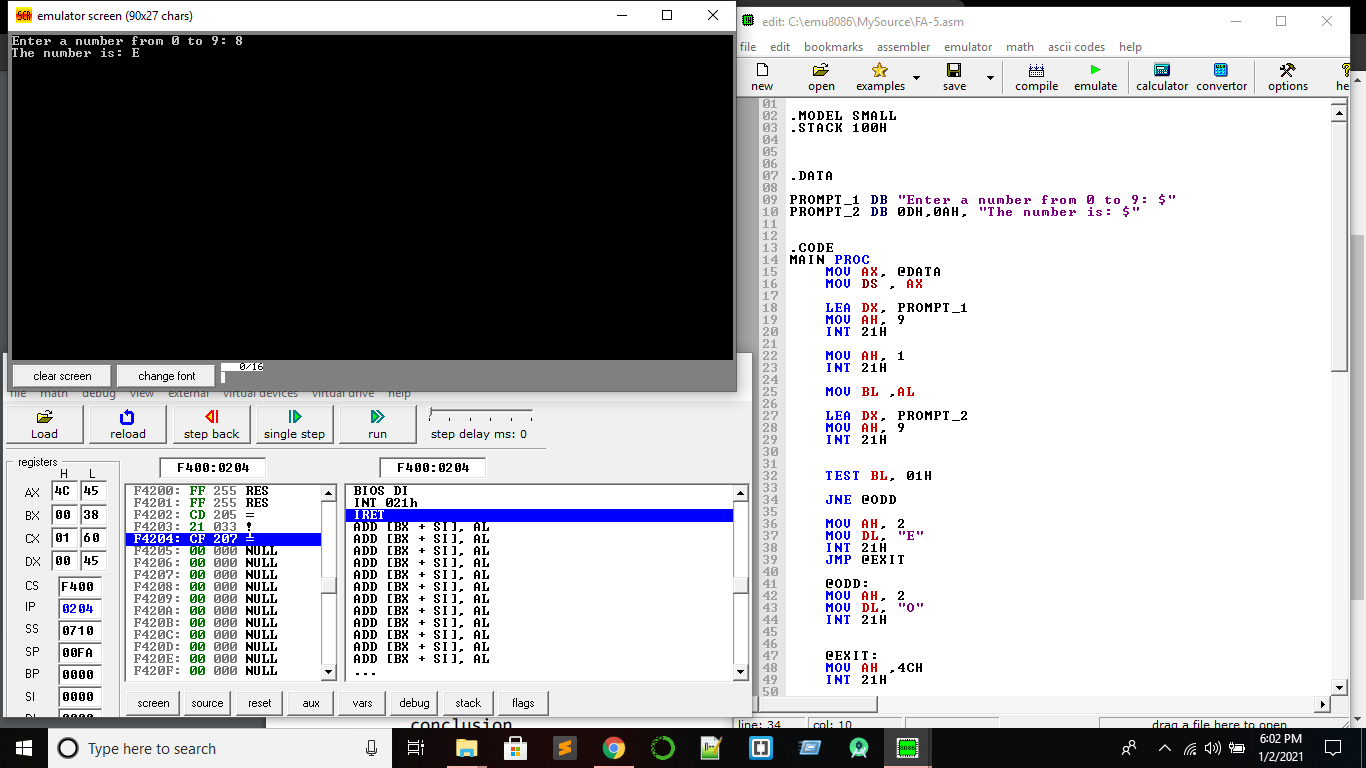 emulator screen (90x27 chars)
Enter a number from 0 to 9: 8
The number is: E
clear screen change font 0/16
file math debug view external virtual devices virtual drive help
Load reload step back single step run step delay ms: 0
registers
H L
AX 4C 45
BX 00 38
CX 01 60
DX 00 45
CS F400
IP 0204
SS 0710
SP 00FA
BP 0000
SI 0000
DI 0000
F400:0204 F400:0204
F4200: FF 255 RES
F4201: FF 255 RES
F4202: CD 205 =
F4203: 21 033 !
F4204: CF 207 ╧
F4205: 00 000 NULL
F4206: 00 000 NULL
F4207: 00 000 NULL
F4208: 00 000 NULL
F4209: 00 000 NULL
F420A: 00 000 NULL
F420B: 00 000 NULL
F420C: 00 000 NULL
F420D: 00 000 NULL
F420E: 00 000 NULL
F420F: 00 000 NULL
BIOS DI
INT 021h
IRET
ADD [BX + SI], AL
ADD [BX + SI], AL
ADD [BX + SI], AL
ADD [BX + SI], AL
ADD [BX + SI], AL
ADD [BX + SI], AL
ADD [BX + SI], AL
ADD [BX + SI], AL
ADD [BX + SI], AL
ADD [BX + SI], AL
ADD [BX + SI], AL
ADD [BX + SI], AL
...
screen source reset aux vars debug stack flags
conclusion
edit: C:\emu8086\MySource\FA-5.asm
file edit bookmarks assembler emulator math ascii codes help
new open examples save compile emulate calculator convertor options he
01
02 .MODEL SMALL
03 .STACK 100H
04
05
06
07 .DATA
08
09 PROMPT_1 DB "Enter a number from 0 to 9: $"
10 PROMPT_2 DB 0DH,0AH, "The number is: $"
11
12
13 .CODE
14 MAIN PROC
15 MOV AX, @DATA
16 MOV DS , AX
17
18 LEA DX, PROMPT_1
19 MOV AH, 9
20 INT 21H
21
22 MOV AH, 1
23 INT 21H
24
25 MOV BL ,AL
26
27 LEA DX, PROMPT_2
28 MOV AH, 9
29 INT 21H
30
31
32 TEST BL, 01H
33
34 JNE @ODD
35
36 MOV AH, 2
37 MOV DL, "E"
38 INT 21H
39 JMP @EXIT
40
41 @ODD:
42 MOV AH, 2
43 MOV DL, "O"
44 INT 21H
45
46
47 @EXIT:
48 MOV AH ,4CH
49 INT 21H
50
line: 34 col: 10 drag a file here to open
Type here to search
6:02 PM
1/2/2021